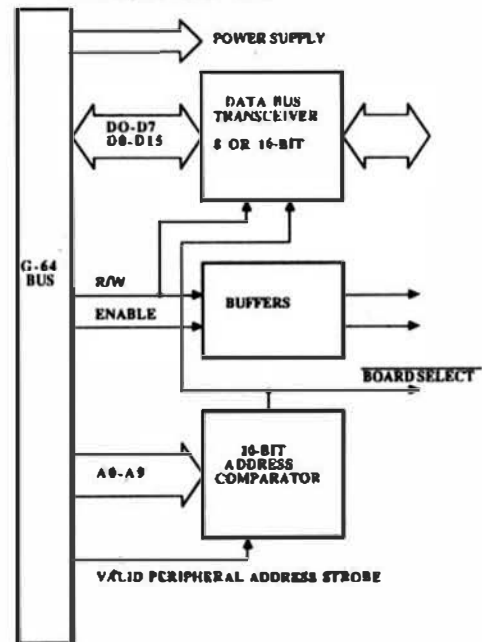 POWER SUPPLY
DATA BUS
TRANSCEIVER
8 OR 16-BIT
D0-D7
D8-D15
G-64
BUS
R/W
ENABLE
BUFFERS
BOARD SELECT
10-BIT
ADDRESS
COMPARATOR
A0-A9
VALID PERIPHERAL ADDRESS STROBE